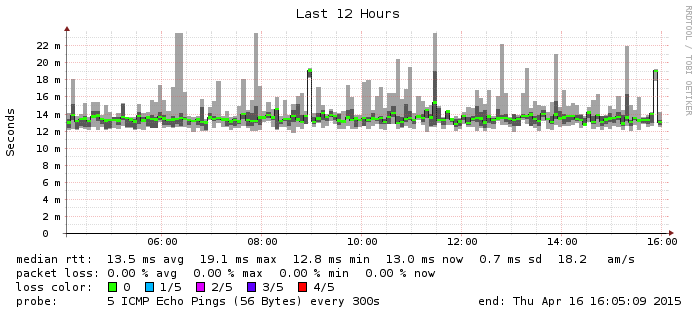 Last 12 Hours
RRDTOOL / TOBI OETIKER
Seconds
22 m
20 m
18 m
16 m
14 m
12 m
10 m
8 m
6 m
4 m
2 m
0
06:00 08:00 10:00 12:00 14:00 16:00
median rtt: 13.5 ms avg 19.1 ms max 12.8 ms min 13.0 ms now 0.7 ms sd 18.2 am/s
packet loss: 0.00 % avg 0.00 % max 0.00 % min 0.00 % now
loss color: 0 1/5 2/5 3/5 4/5
probe: 5 ICMP Echo Pings (56 Bytes) every 300s end: Thu Apr 16 16:05:09 2015